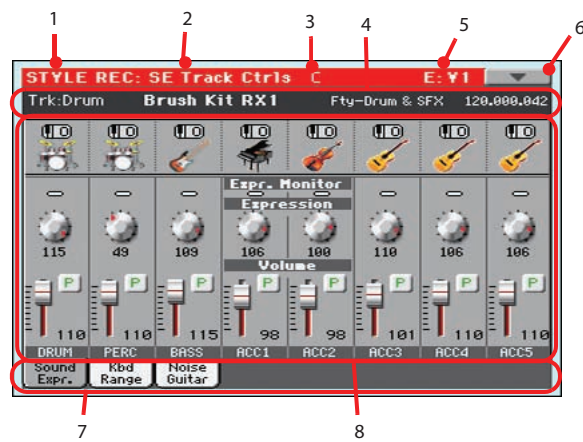 1 2 3 4 5 6
STYLE REC: SE Track Ctrls C E:¥1
Trk:Drum Brush Kit RX1 Fty-Drum & SFX 120.000.042
Expr. Monitor
Expression
115 49 109 106 100 110 106 106
Volume
P P P P P P P P
110 110 115 98 98 101 110 110
DRUM PERC BASS ACC1 ACC2 ACC3 ACC4 ACC5
Sound Expr. Kbd Range Noise Guitar
7 8